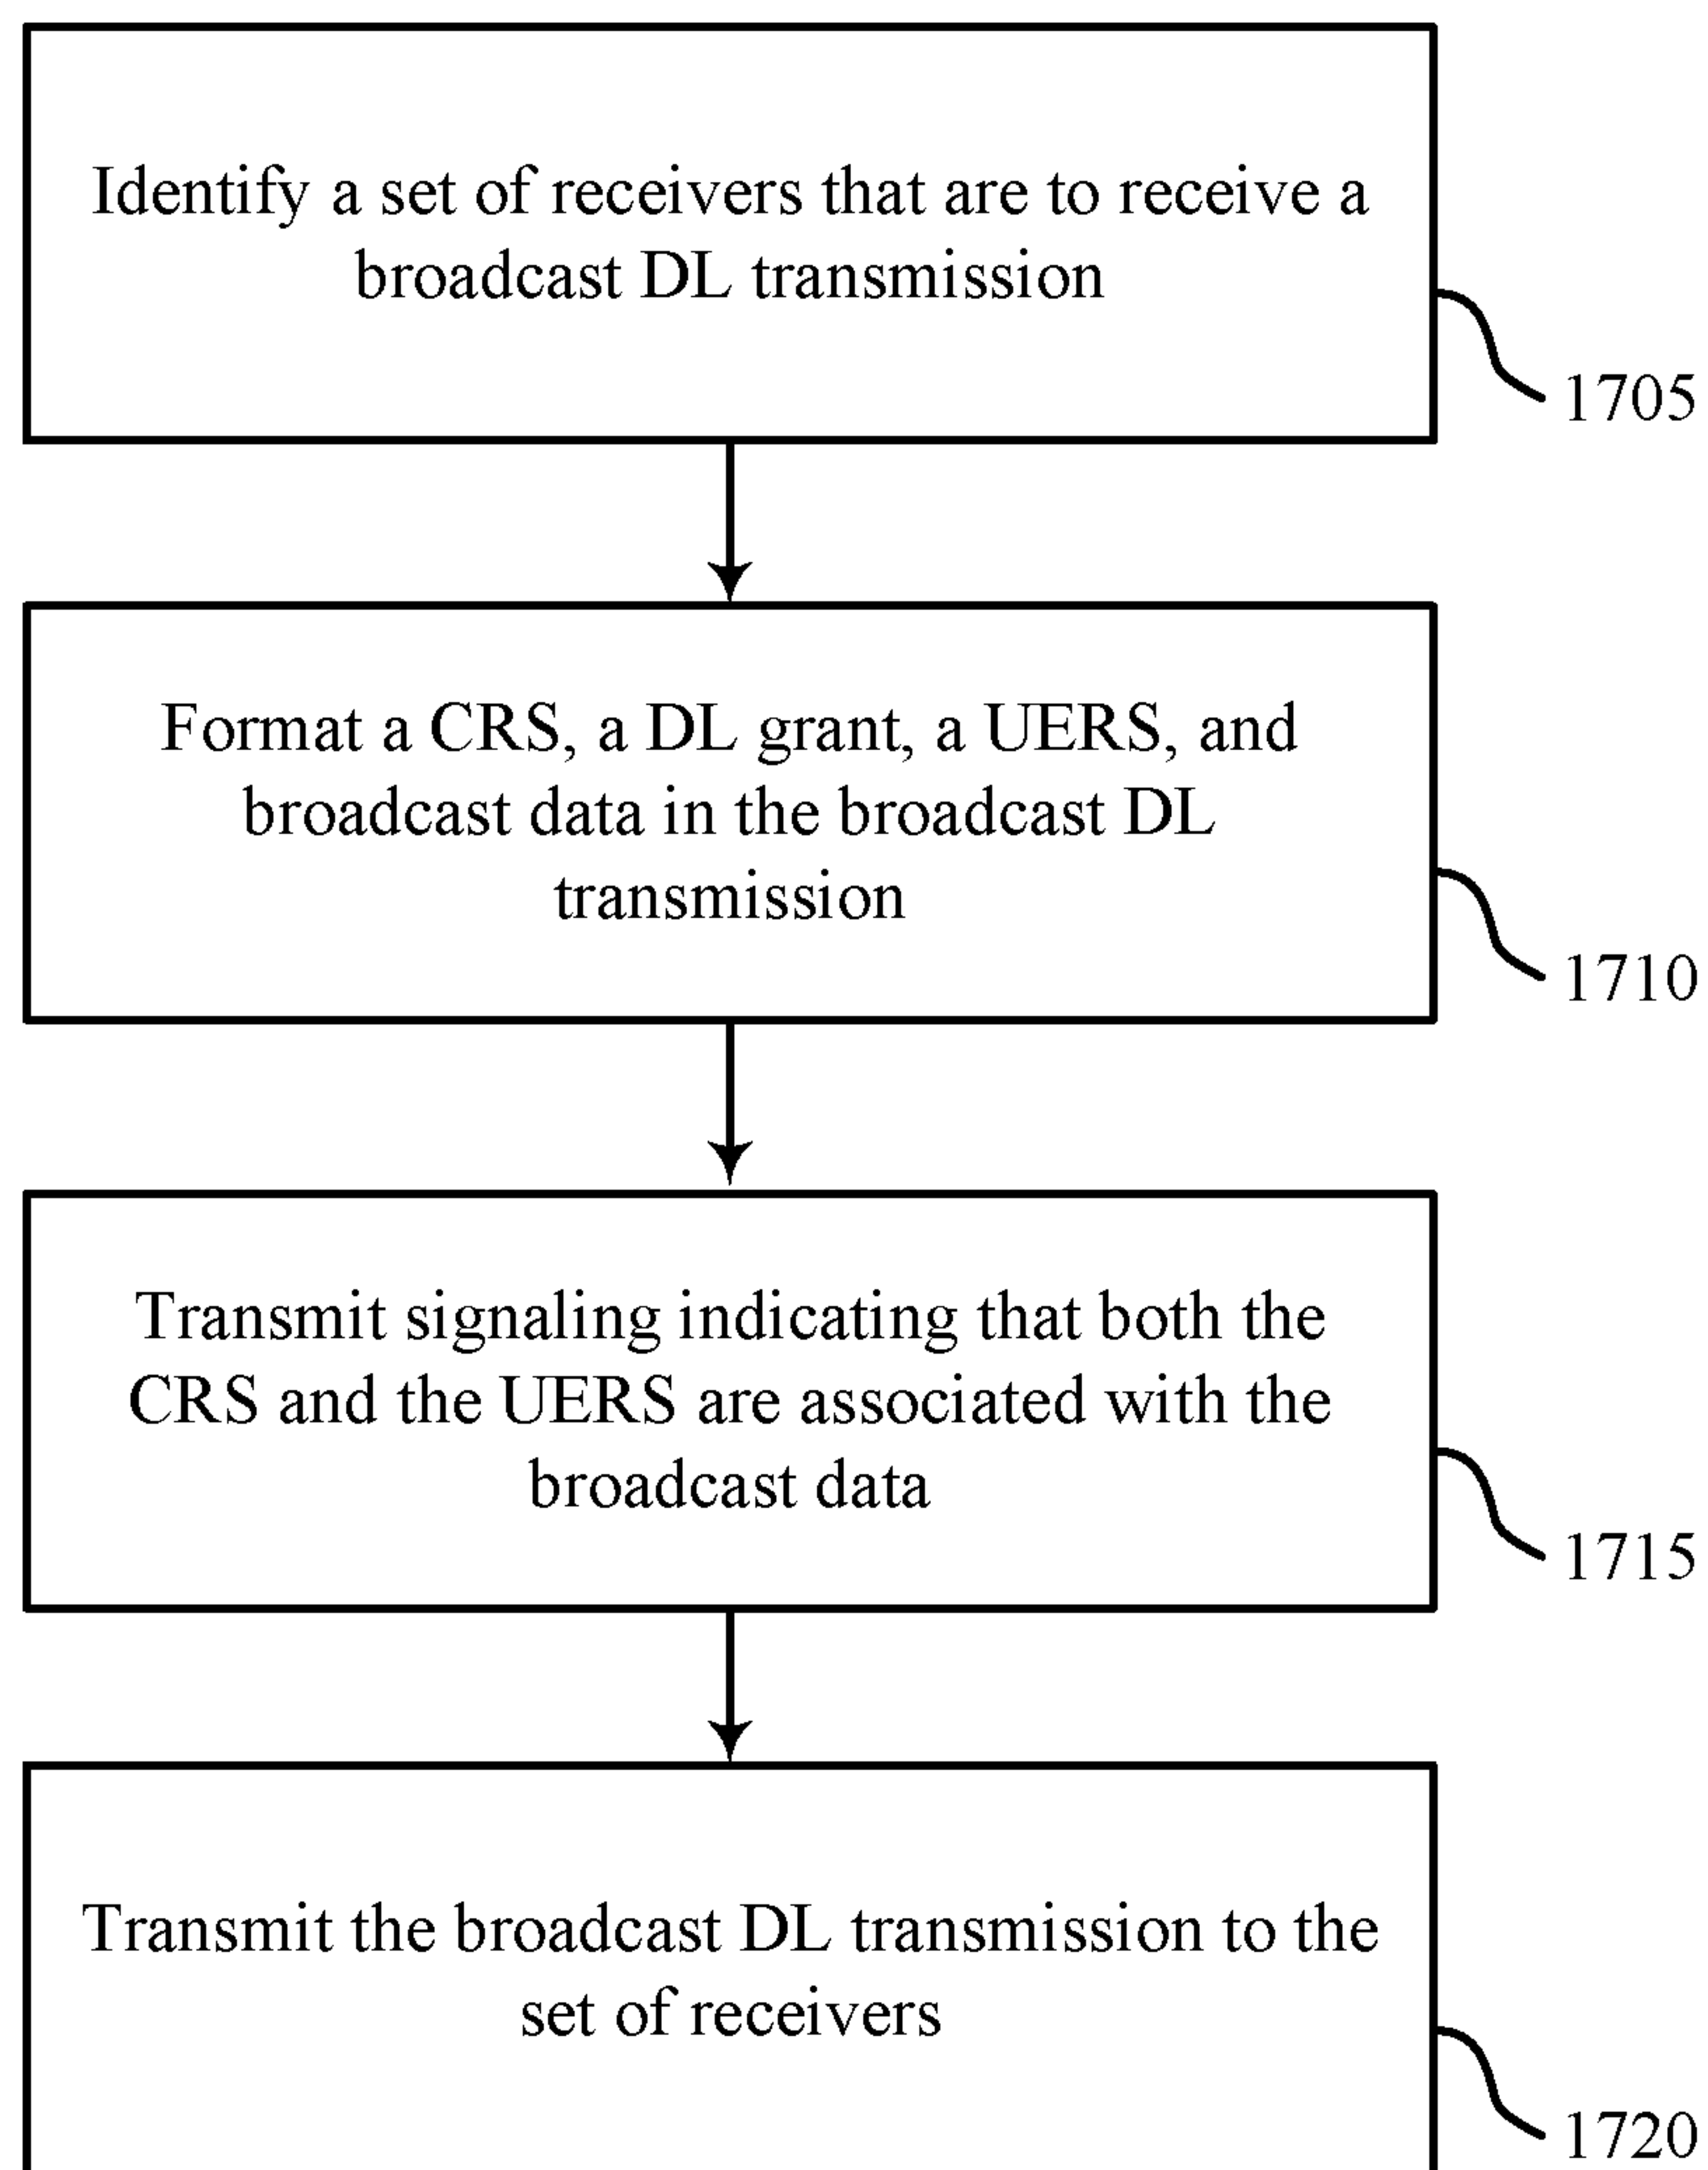 Identify a set of receivers that are to receive a
broadcast DL transmission
1705
Format a CRS, a DL grant, a UERS, and
broadcast data in the broadcast DL
transmission
1710
Transmit signaling indicating that both the
CRS and the UERS are associated with the
broadcast data
1715
Transmit the broadcast DL transmission to the
set of receivers
1720